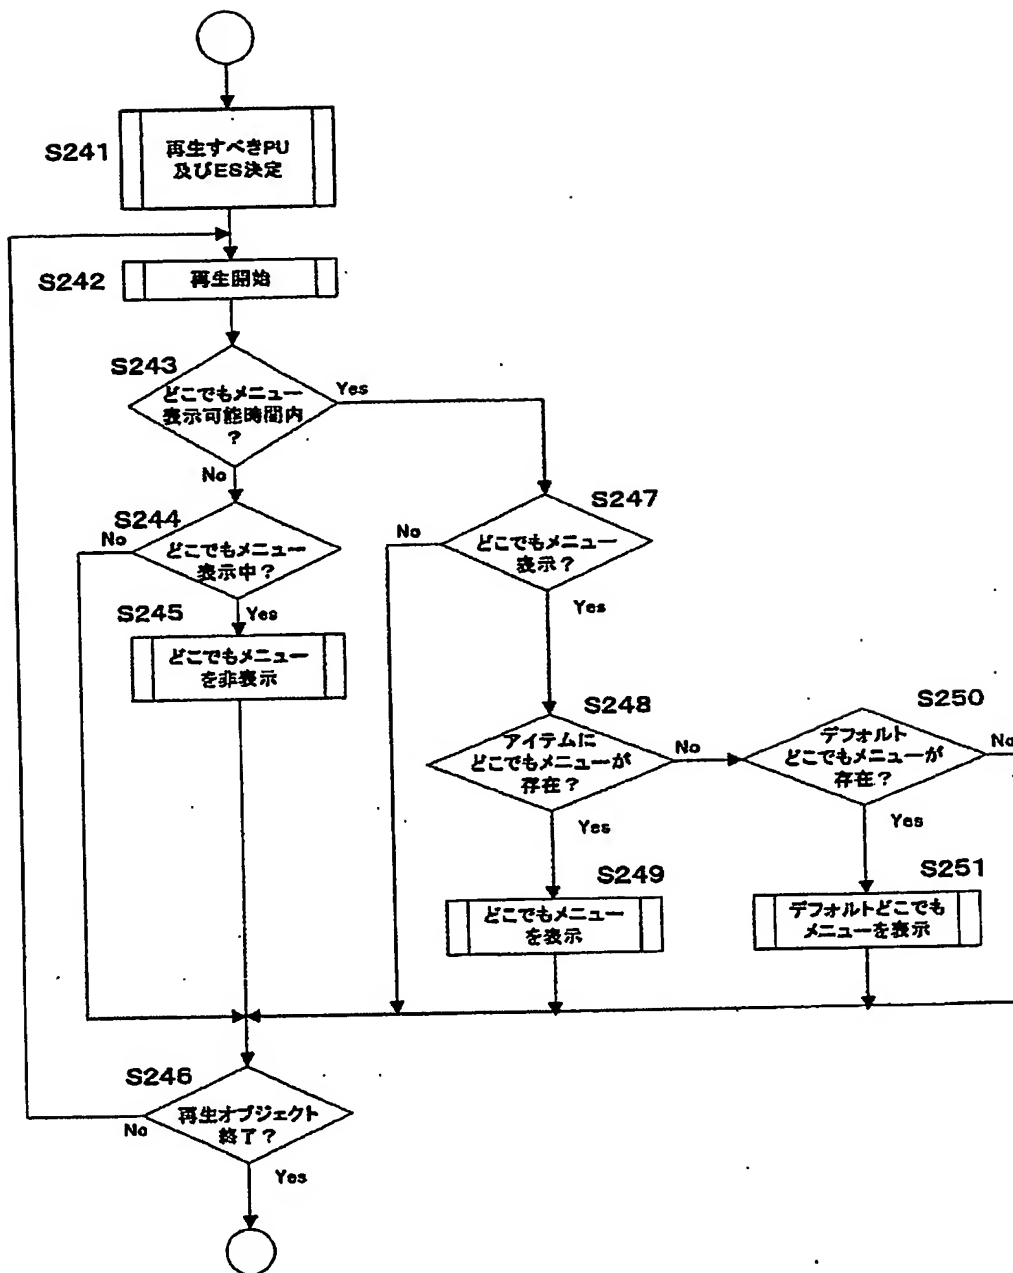 S241
再生すべきPU
及びES決定
S242
再生開始
S243
どこでもメニュー
表示可能時間内
?
Yes
No
S244
No
どこでもメニュー
表示中?
Yes
S245
どこでもメニュー
を非表示
S247
No
どこでもメニュー
表示?
Yes
S248
アイテムに
どこでもメニューが
存在?
No
Yes
S249
どこでもメニュー
を表示
S250
デフォルト
どこでもメニューが
存在?
No
Yes
S251
デフォルトどこでも
メニューを表示
S246
再生オブジェクト
終了?
No
Yes